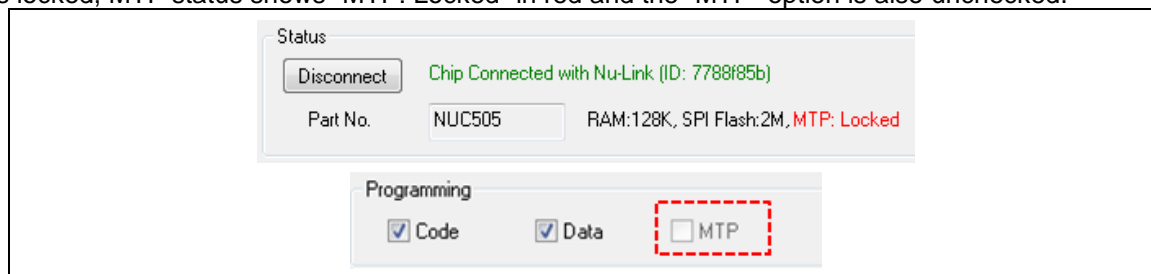 locked, MTP status shows "MTP: Locked" in red and the "MTP" option is also unchecked.
Status
Disconnect
Chip Connected with Nu-Link (ID: 7788f85b)
Part No.
NUC505
RAM:128K, SPI Flash:2M, MTP: Locked
Programming
Code
Data
MTP